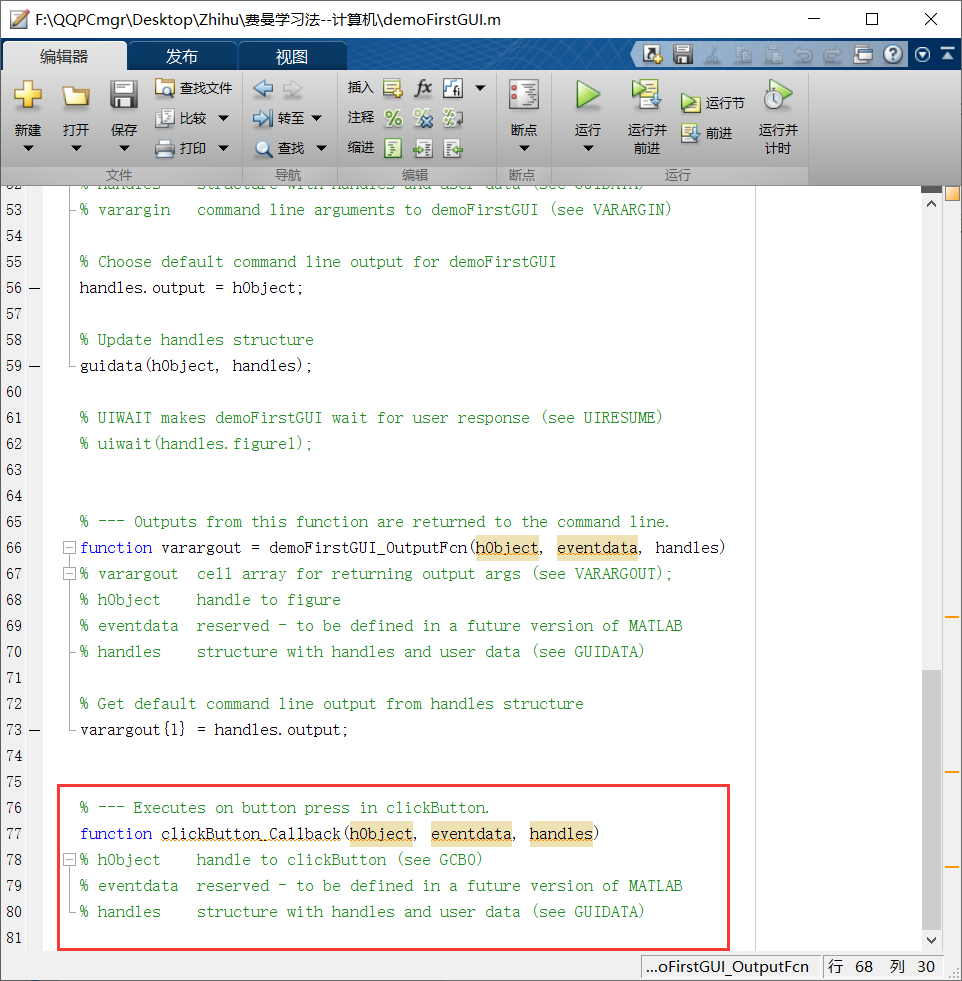 F:\QQPCmgr\Desktop\Zhihu\费曼学习法--计算机\demoFirstGUI.m
编辑器 发布 视图
新建 打开 保存 查找文件 比较 打印
转至 查找
插入 fx fi
注释
缩进
断点
运行 运行并前进 运行节 前进 运行并计时
文件 导航 编辑 断点 运行
52 % handles structure with handles and user data (see GUIDATA)
53 % varargin command line arguments to demoFirstGUI (see VARARGIN)
54
55 % Choose default command line output for demoFirstGUI
56 handles.output = hObject;
57
58 % Update handles structure
59 guidata(hObject, handles);
60
61 % UIWAIT makes demoFirstGUI wait for user response (see UIRESUME)
62 % uiwait(handles.figure1);
63
64
65 % --- Outputs from this function are returned to the command line.
66 function varargout = demoFirstGUI_OutputFcn(hObject, eventdata, handles)
67 % varargout cell array for returning output args (see VARARGOUT);
68 % hObject handle to figure
69 % eventdata reserved - to be defined in a future version of MATLAB
70 % handles structure with handles and user data (see GUIDATA)
71
72 % Get default command line output from handles structure
73 varargout{1} = handles.output;
74
75
76 % --- Executes on button press in clickButton.
77 function clickButton_Callback(hObject, eventdata, handles)
78 % hObject handle to clickButton (see GCBO)
79 % eventdata reserved - to be defined in a future version of MATLAB
80 % handles structure with handles and user data (see GUIDATA)
81
...oFirstGUI_OutputFcn 行 68 列 30